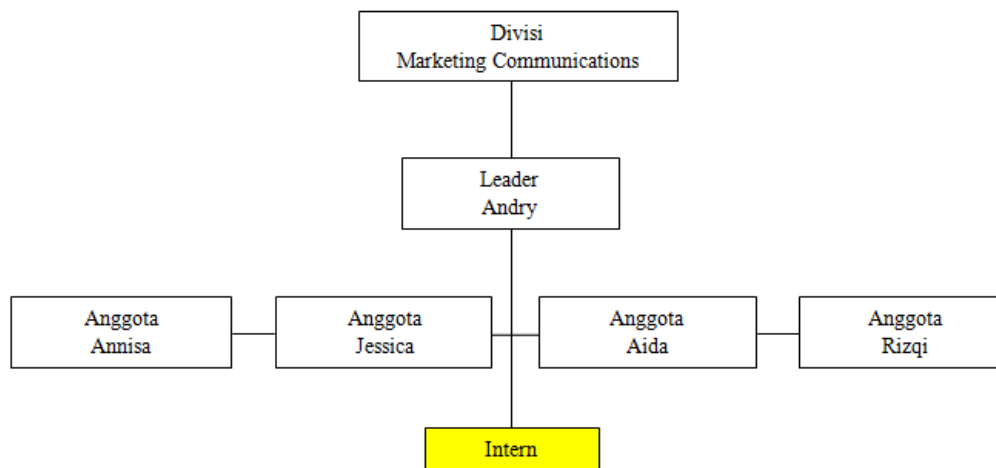 Divisi
Marketing Communications
Leader
Andry
Anggota
Annisa
Anggota
Jessica
Anggota
Aida
Anggota
Rizqi
Intern